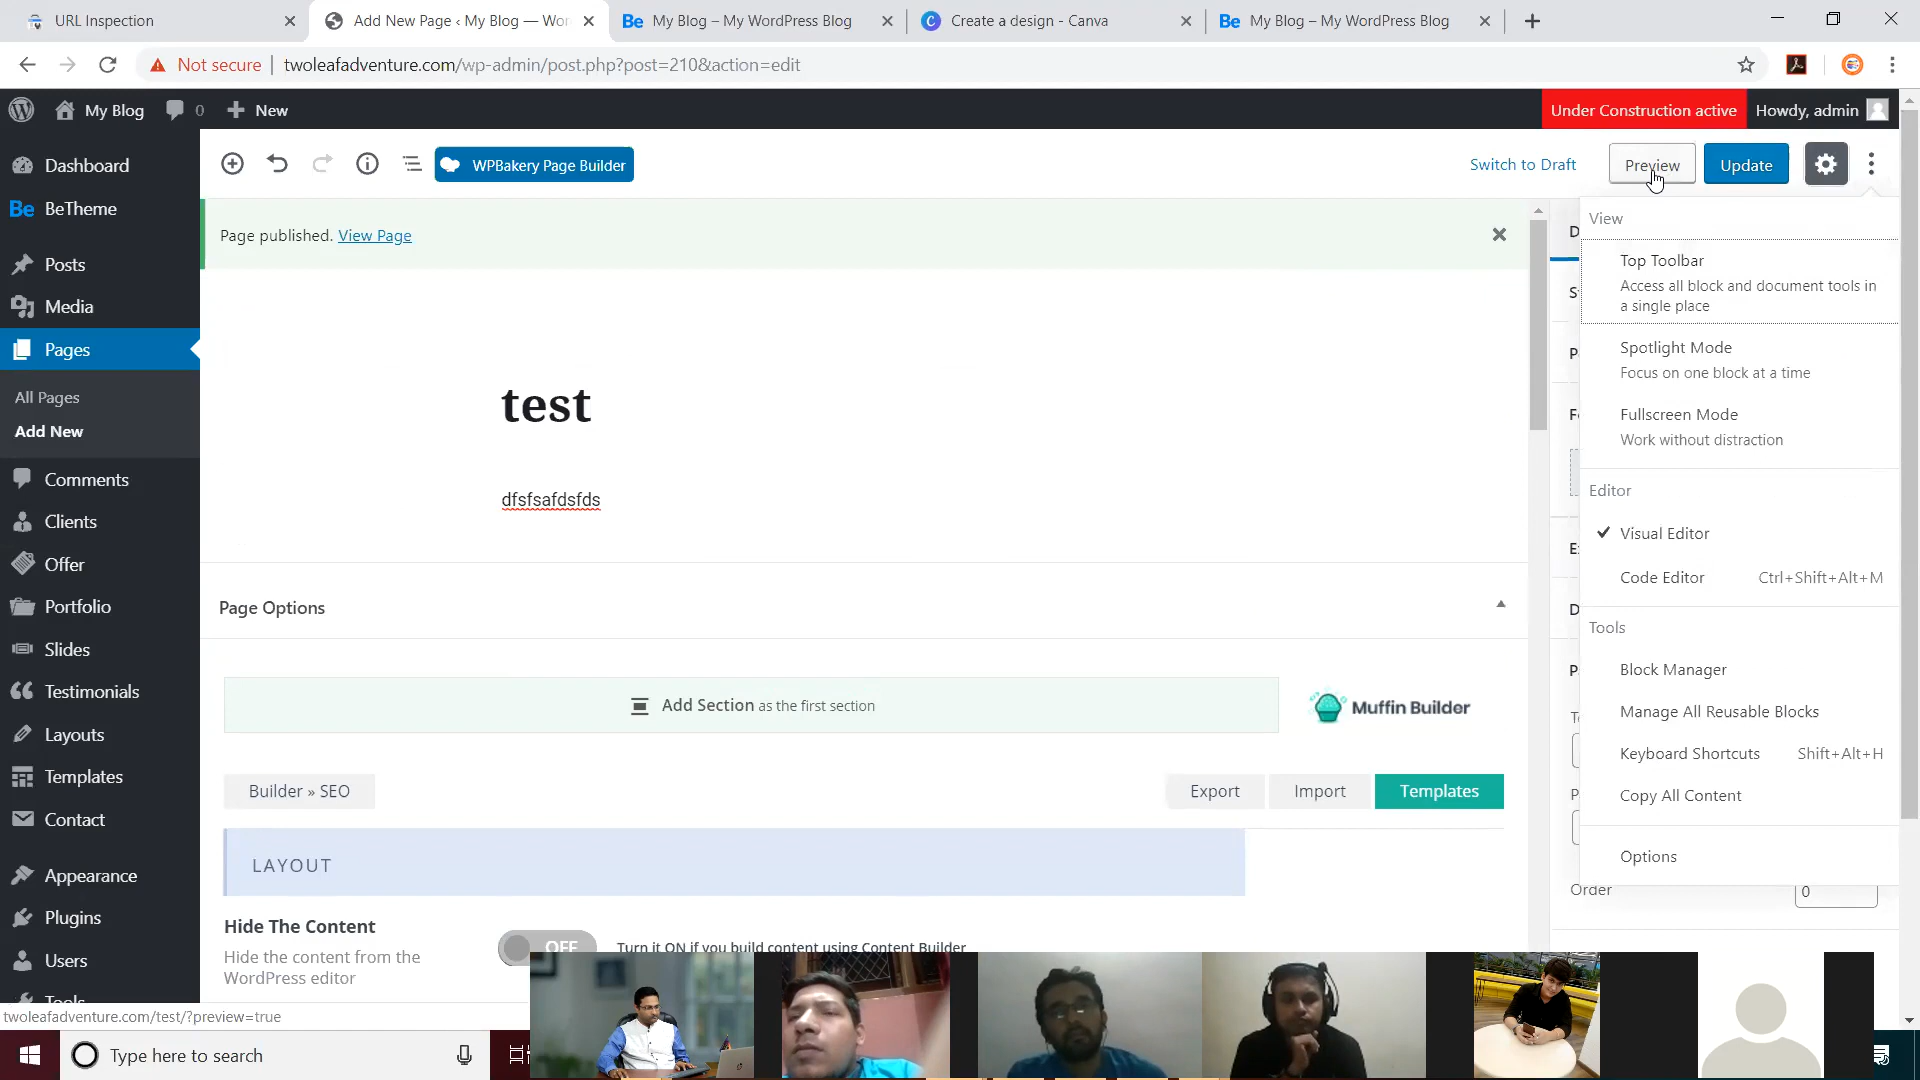 URL Inspection
Add New Page ‹ My Blog — Wo
Be My Blog – My WordPress Blog
C Create a design - Canva
Be My Blog – My WordPress Blog
Not secure twoleafadventure.com/wp-admin/post.php?post=210&action=edit
My Blog 0 New Under Construction active Howdy, admin
Dashboard
Be BeTheme
Posts
Media
Pages
All Pages
Add New
Comments
Clients
Offer
Portfolio
Slides
Testimonials
Layouts
Templates
Contact
Appearance
Plugins
Users
Tools
WPBakery Page Builder Switch to Draft Preview Update
Page published. View Page
test
dfsfsafdsfds
Page Options
Add Section as the first section
Muffin Builder
Builder » SEO Export Import Templates
LAYOUT
Hide The Content
Hide the content from the
WordPress editor
OFF Turn it ON if you build content using Content Builder
View
Top Toolbar
Access all block and document tools in
a single place
Spotlight Mode
Focus on one block at a time
Fullscreen Mode
Work without distraction
Editor
Visual Editor
Code Editor Ctrl+Shift+Alt+M
Tools
Block Manager
Manage All Reusable Blocks
Keyboard Shortcuts Shift+Alt+H
Copy All Content
Options
Order 0
twoleafadventure.com/test/?preview=true
Type here to search